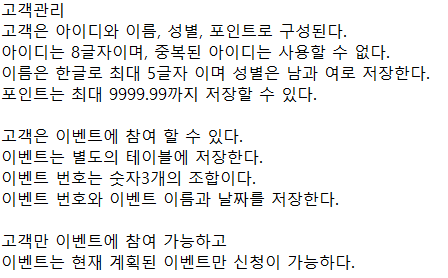 고객관리
고객은 아이디와 이름, 성별, 포인트로 구성된다.
아이디는 8글자이며, 중복된 아이디는 사용할 수 없다.
이름은 한글로 최대 5글자 이며 성별은 남과 여로 저장한다.
포인트는 최대 9999.99까지 저장할 수 있다.
고객은 이벤트에 참여 할 수 있다.
이벤트는 별도의 테이블에 저장한다.
이벤트 번호는 숫자3개의 조합이다.
이벤트 번호와 이벤트 이름과 날짜를 저장한다.
고객만 이벤트에 참여 가능하고
이벤트는 현재 계획된 이벤트만 신청이 가능하다.